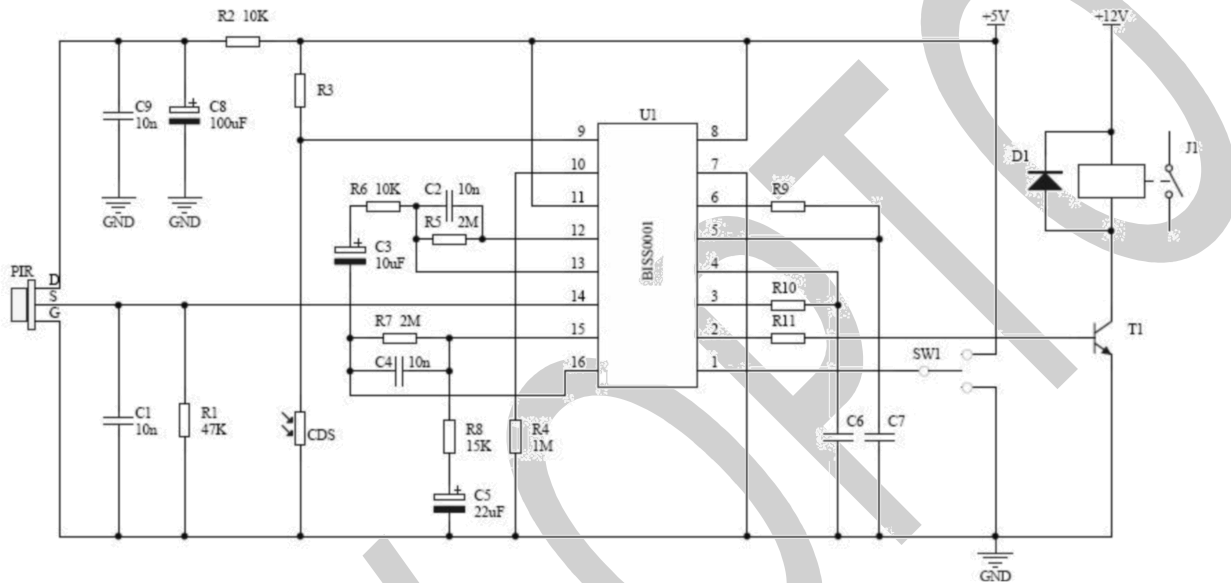 R2 10K
+5V
+12V
R3
C9
10n
C8
100uF
U1
9
8
D1
J1
10
7
R6 10K
C2 10n
11
6
R9
GND
GND
R5 2M
12
5
C3
10uF
BISS0001
13
4
PIR
D
S
G
14
3
R10
R7 2M
15
2
R11
T1
C4 10n
16
1
SW1
C1
10n
R1
47K
CDS
R8
15K
R4
1M
C6
C7
C5
22uF
GND